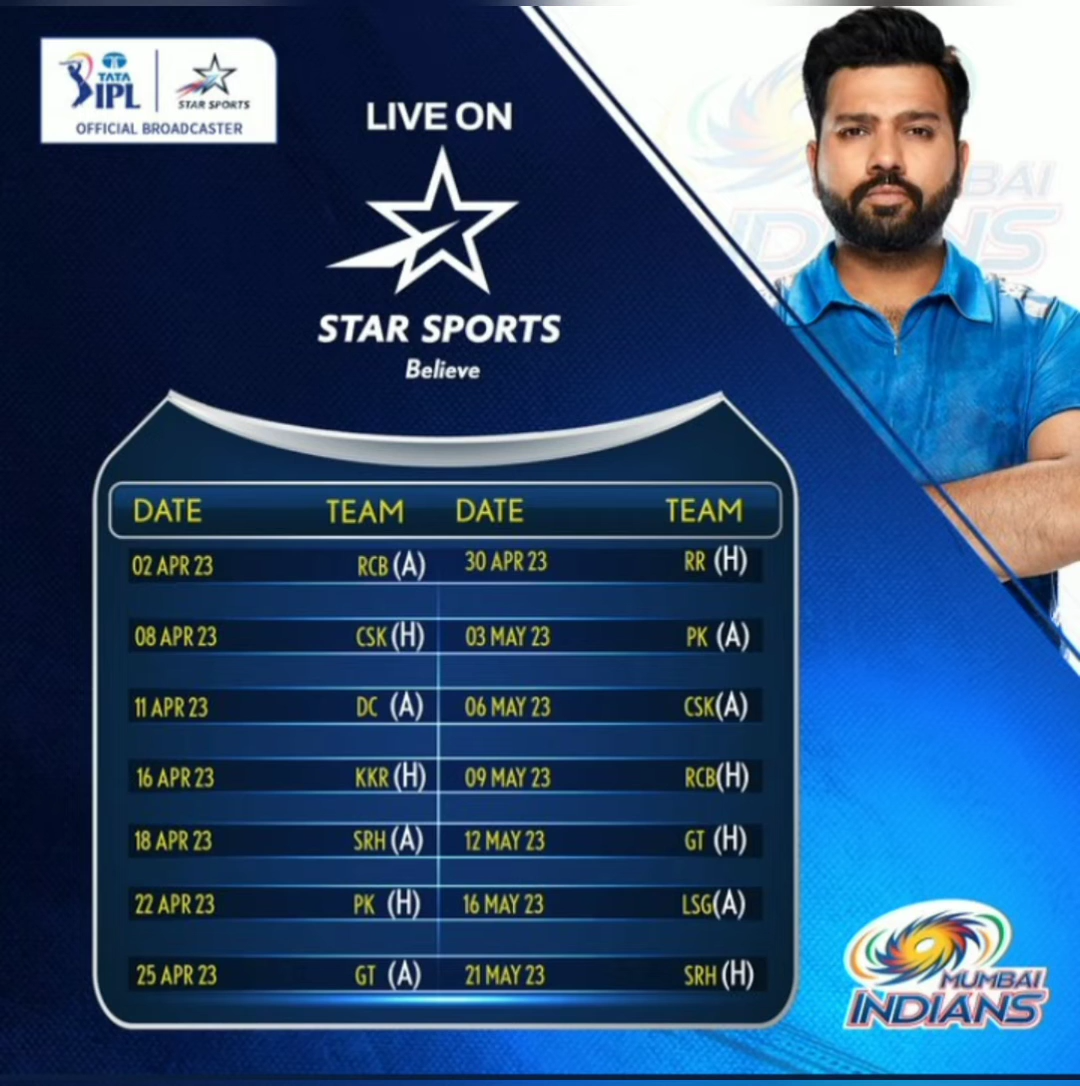 TATA
IPL
STAR SPORTS
OFFICIAL BROADCASTER
LIVE ON
STAR SPORTS
Believe
BAI
INDIANS
DATE TEAM DATE TEAM
02 APR 23 RCB (A) 30 APR 23 RR (H)
08 APR 23 CSK (H) 03 MAY 23 PK (A)
11 APR 23 DC (A) 06 MAY 23 CSK(A)
16 APR 23 KKR (H) 09 MAY 23 RCB(H)
18 APR 23 SRH (A) 12 MAY 23 GT (H)
22 APR 23 PK (H) 16 MAY 23 LSG(A)
25 APR 23 GT (A) 21 MAY 23 SRH (H)
MUMBAI
INDIANS